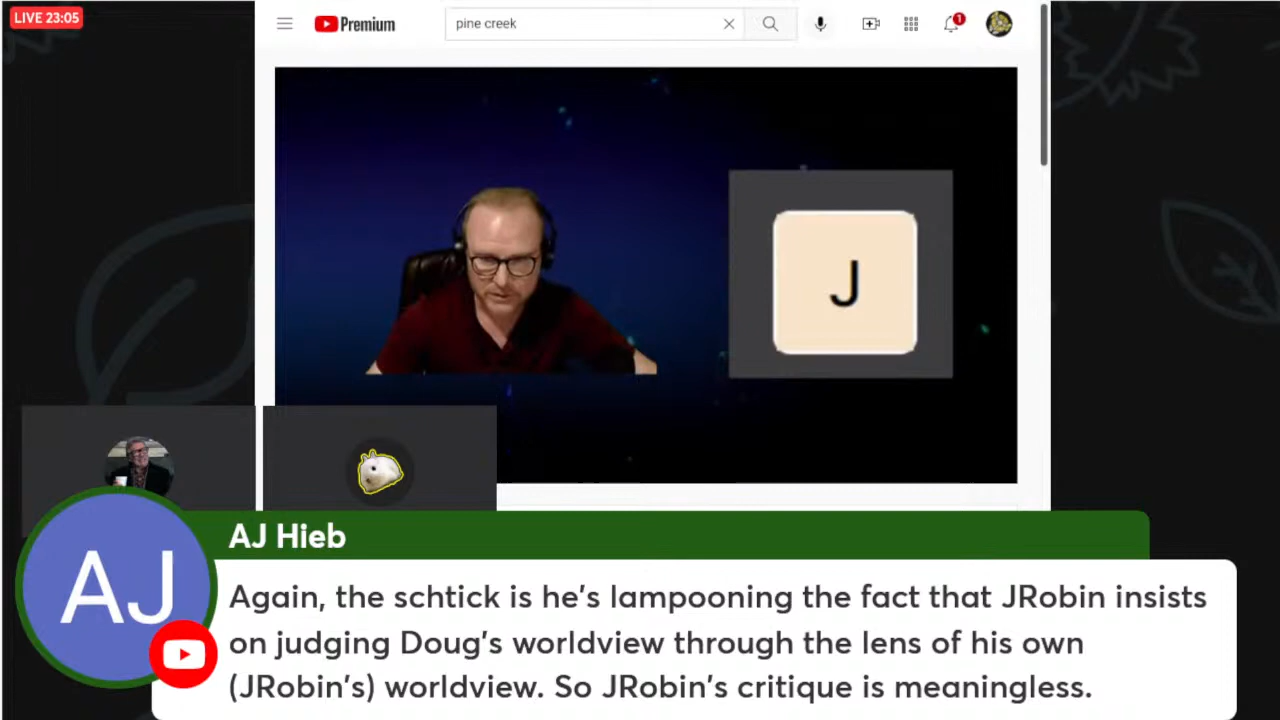 LIVE 23:05
Premium
pine creek
1
J
AJ
AJ Hieb
Again, the schtick is he's lampooning the fact that JRobin insists
on judging Doug's worldview through the lens of his own
(JRobin's) worldview. So JRobin's critique is meaningless.